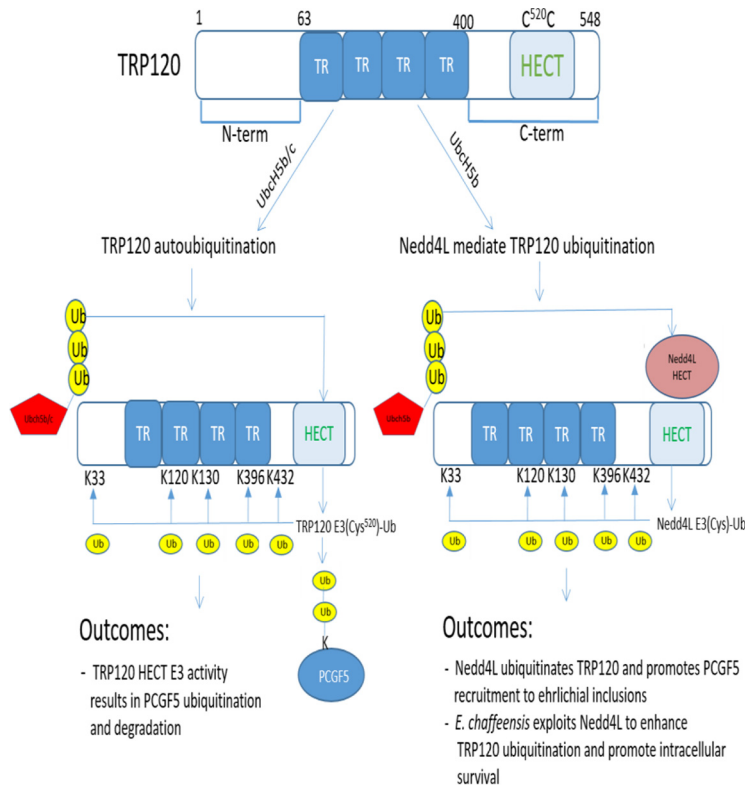 1 63 400 C⁵²⁰C 548
TRP120 TR TR TR TR HECT
N-term C-term
UbcH5b/c UbcH5b
TRP120 autoubiquitination
Nedd4L mediate TRP120 ubiquitination
Ub
Ub
Ub
Ubch5b/c
TR TR TR TR HECT
K33 K120 K130 K396 K432
TRP120 E3(Cys⁵²⁰)-Ub
Ub Ub Ub Ub Ub
Ub
Ub
K
PCGF5
Outcomes:
- TRP120 HECT E3 activity
results in PCGF5 ubiquitination
and degradation
Ub
Ub
Ub
Nedd4L
HECT
Ubch5b
TR TR TR TR HECT
K33 K120 K130 K396 K432
Nedd4L E3(Cys)-Ub
Ub Ub Ub Ub Ub
Outcomes:
- Nedd4L ubiquitinates TRP120 and promotes PCGF5
recruitment to ehrlichial inclusions
- E. chaffeensis exploits Nedd4L to enhance
TRP120 ubiquitination and promote intracellular
survival